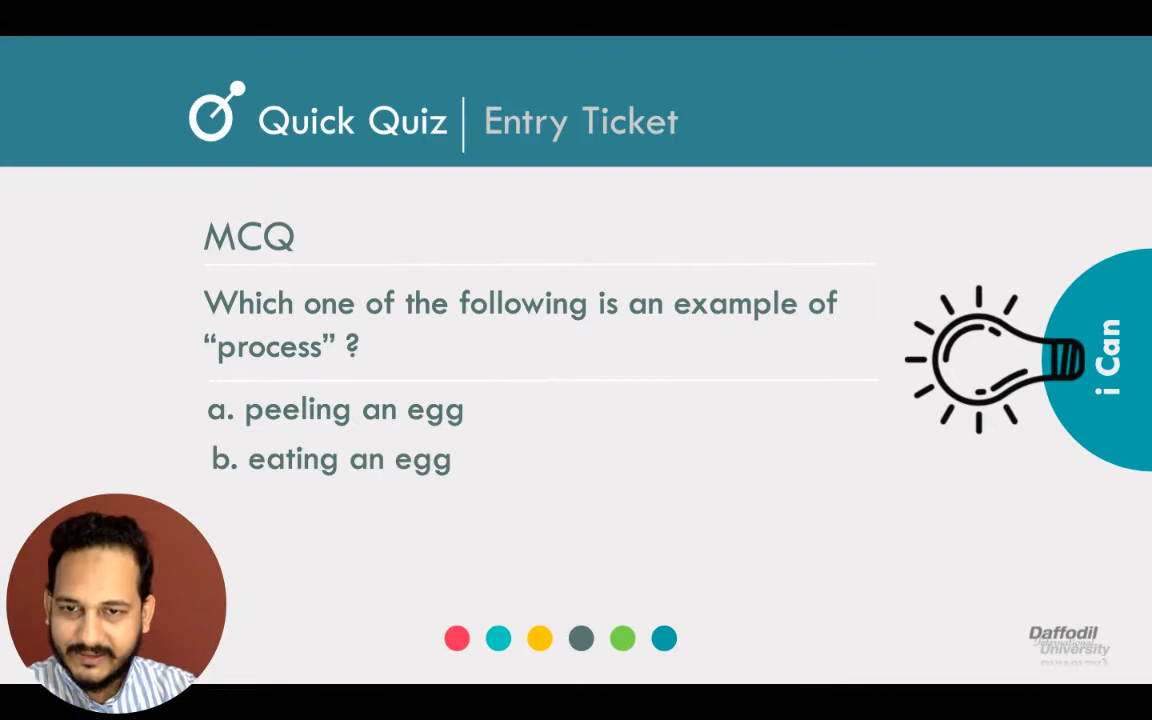 Quick Quiz | Entry Ticket
MCQ
Which one of the following is an example of
“process” ?
a. peeling an egg
b. eating an egg
i Can
Daffodil
International
University